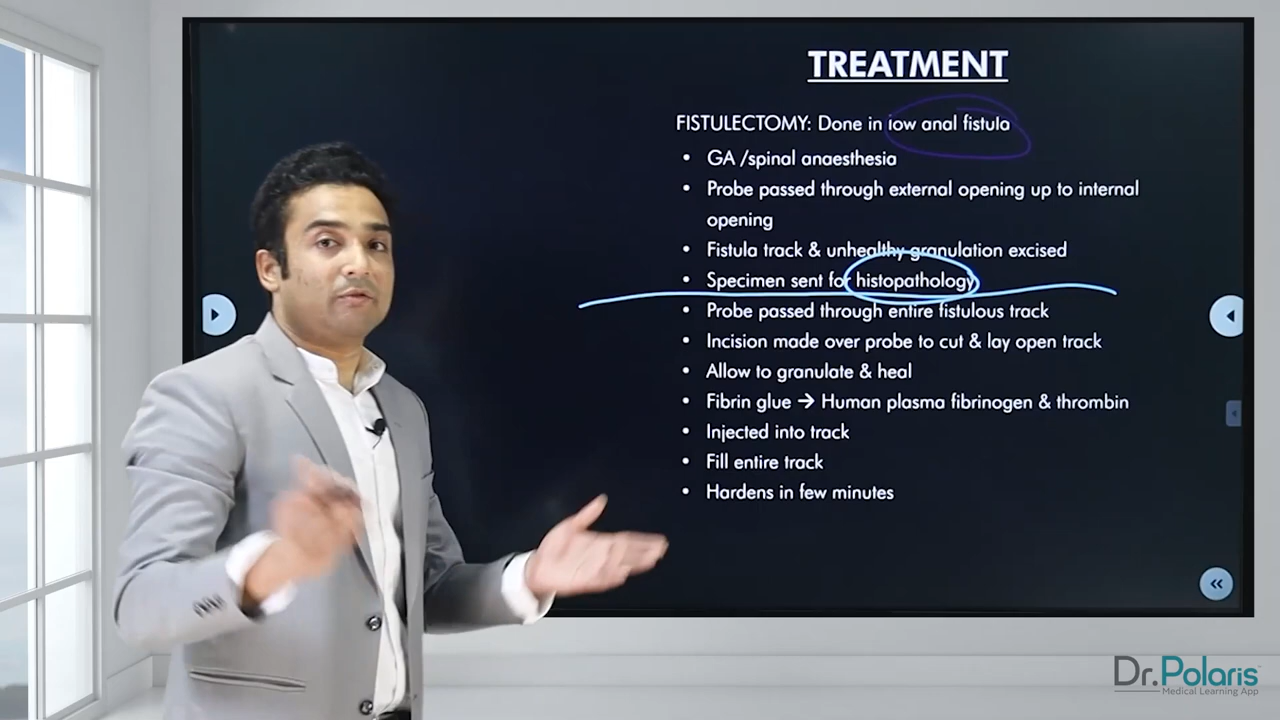 TREATMENT
FISTULECTOMY: Done in low anal fistula
• GA /spinal anaesthesia
• Probe passed through external opening up to internal
opening
• Fistula track & unhealthy granulation excised
• Specimen sent for histopathology
• Probe passed through entire fistulous track
• Incision made over probe to cut & lay open track
• Allow to granulate & heal
• Fibrin glue → Human plasma fibrinogen & thrombin
• Injected into track
• Fill entire track
• Hardens in few minutes
Dr.Polaris
Medical Learning App